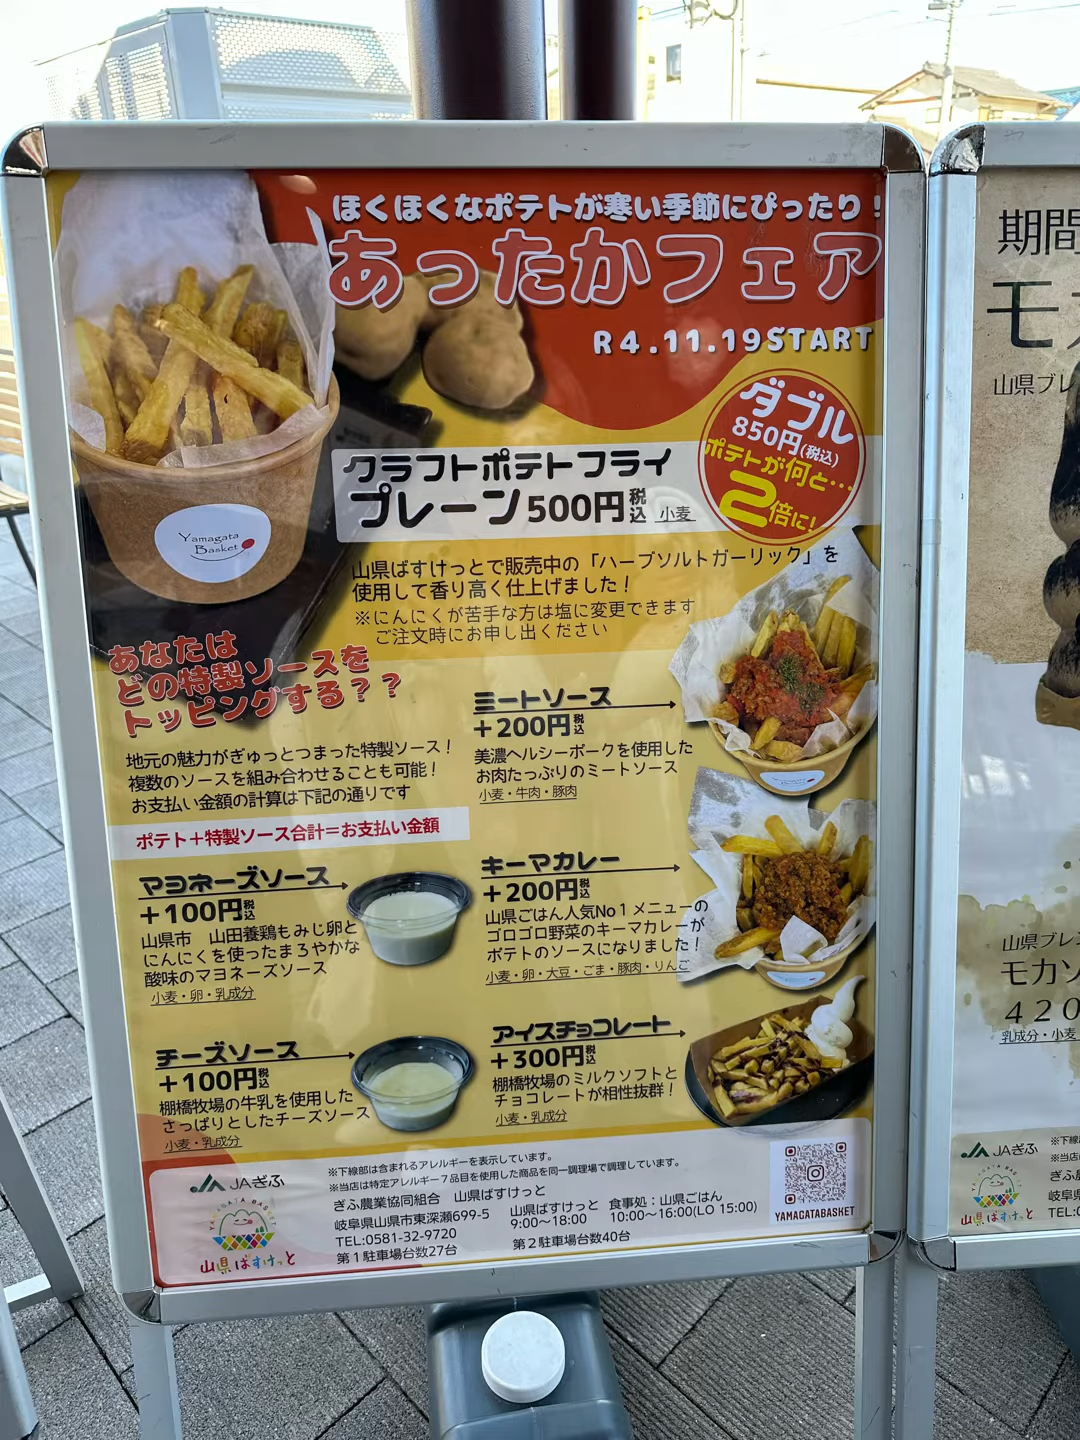 ほくほくなポテトが寒い季節にぴったり！
あったかフェア
R4.11.19START
ダブル
850円(税込)
ポテトが何と…
2倍に!
クラフトポテトフライ
プレーン500円税込 小麦
Yamagata
Basket
山県ばすけっとで販売中の「ハーブソルトガーリック」を
使用して香り高く仕上げました！
※にんにくが苦手な方は塩に変更できます
ご注文時にお申し出ください
あなたは
どの特製ソースを
トッピングする？？
地元の魅力がぎゅっとつまった特製ソース！
複数のソースを組み合わせることも可能！
お支払い金額の計算は下記の通りです
ポテト＋特製ソース合計＝お支払い金額
ミートソース
＋200円税込
美濃ヘルシーポークを使用した
お肉たっぷりのミートソース
小麦・牛肉・豚肉
マヨネーズソース
＋100円税込
山県市 山田養鶏もみじ卵と
にんにくを使ったまろやかな
酸味のマヨネーズソース
小麦・卵・乳成分
キーマカレー
＋200円税込
山県ごはん人気No１メニューの
ゴロゴロ野菜のキーマカレーが
ポテトのソースになりました！
小麦・卵・大豆・ごま・豚肉・りんご
チーズソース
＋100円税込
棚橋牧場の牛乳を使用した
さっぱりとしたチーズソース
小麦・乳成分
アイスチョコレート
＋300円税込
棚橋牧場のミルクソフトと
チョコレートが相性抜群！
小麦・乳成分
※下線部は含まれるアレルギーを表示しています。
※当店は特定アレルギー７品目を使用した商品を同一調理場で調理しています。
JAぎふ
YAMAGATA BASKET
山県ばすけっと
ぎふ農業協同組合 山県ばすけっと
岐阜県山県市東深瀬699-5
TEL:0581-32-9720
第１駐車場台数27台
山県ばすけっと 食事処：山県ごはん
9:00〜18:00 10:00〜16:00(LO 15:00)
第２駐車場台数40台
YAMAGATABASKET
期間
モカ
山県ブレ
山県ブレン
モカソ
420
乳成分・小麦
JAぎふ
山県ばすけっと
※下線部
※当店は
ぎふ農
岐阜県
TEL:0